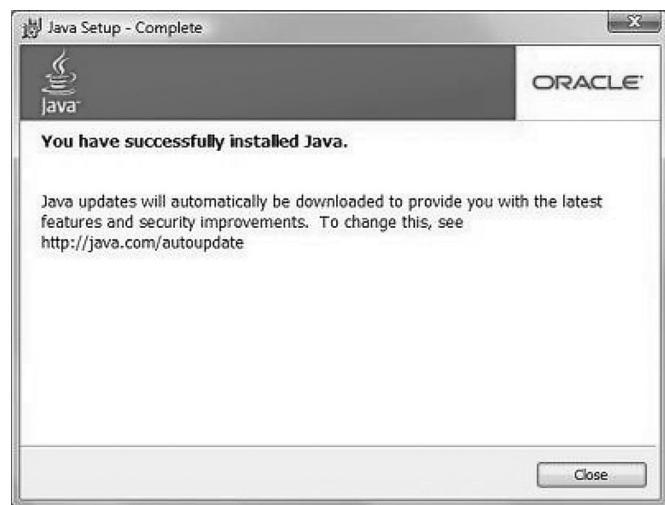 Java Setup - Complete
Java
ORACLE
You have successfully installed Java.
Java updates will automatically be downloaded to provide you with the latest
features and security improvements. To change this, see
http://java.com/autoupdate
Close